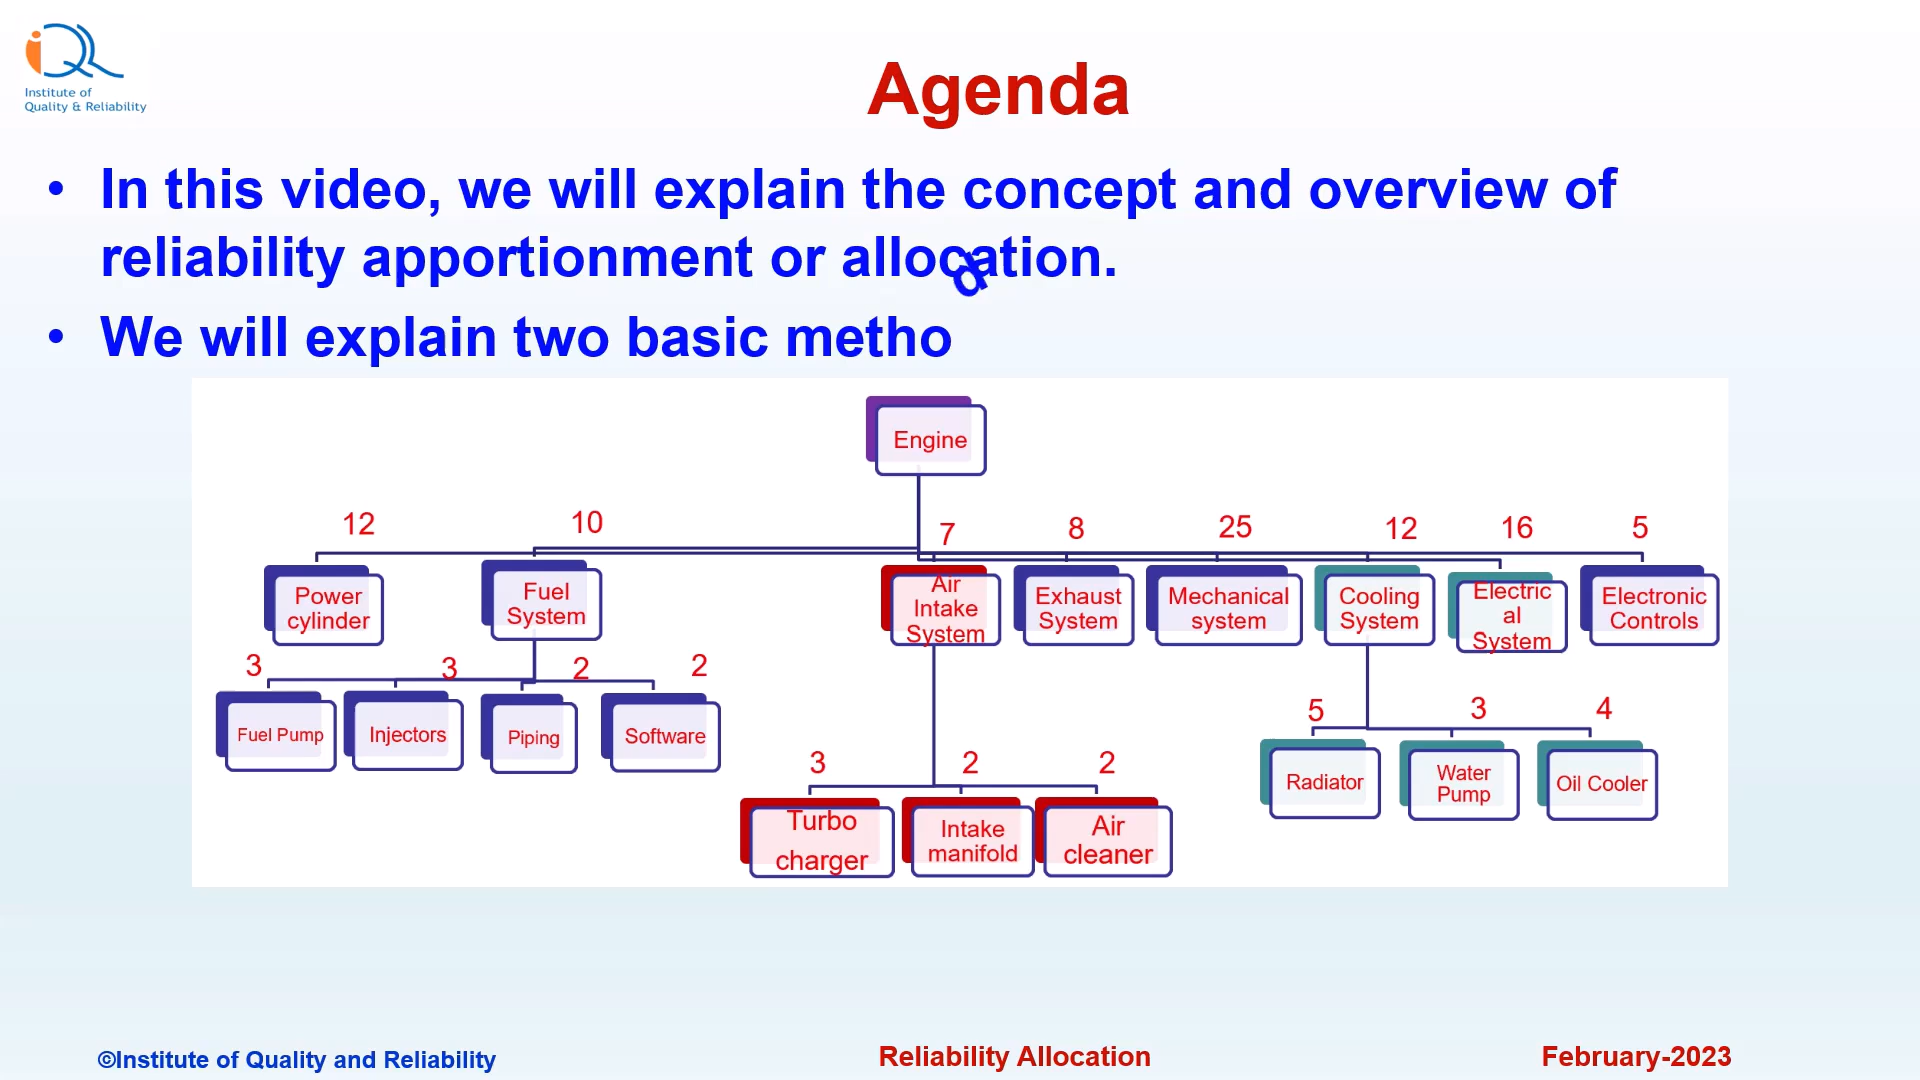 iQR
Institute of
Quality & Reliability
Agenda
• In this video, we will explain the concept and overview of
reliability apportionment or allocation.
• We will explain two basic metho
d
Engine
12 10 7 8 25 12 16 5
Power
cylinder
Fuel
System
Air
Intake
System
Exhaust
System
Mechanical
system
Cooling
System
Electric
al
System
Electronic
Controls
3 3 2 2
Fuel Pump
Injectors
Piping
Software
3 2 2
Turbo
charger
Intake
manifold
Air
cleaner
5 3 4
Radiator
Water
Pump
Oil Cooler
©Institute of Quality and Reliability
Reliability Allocation
February-2023